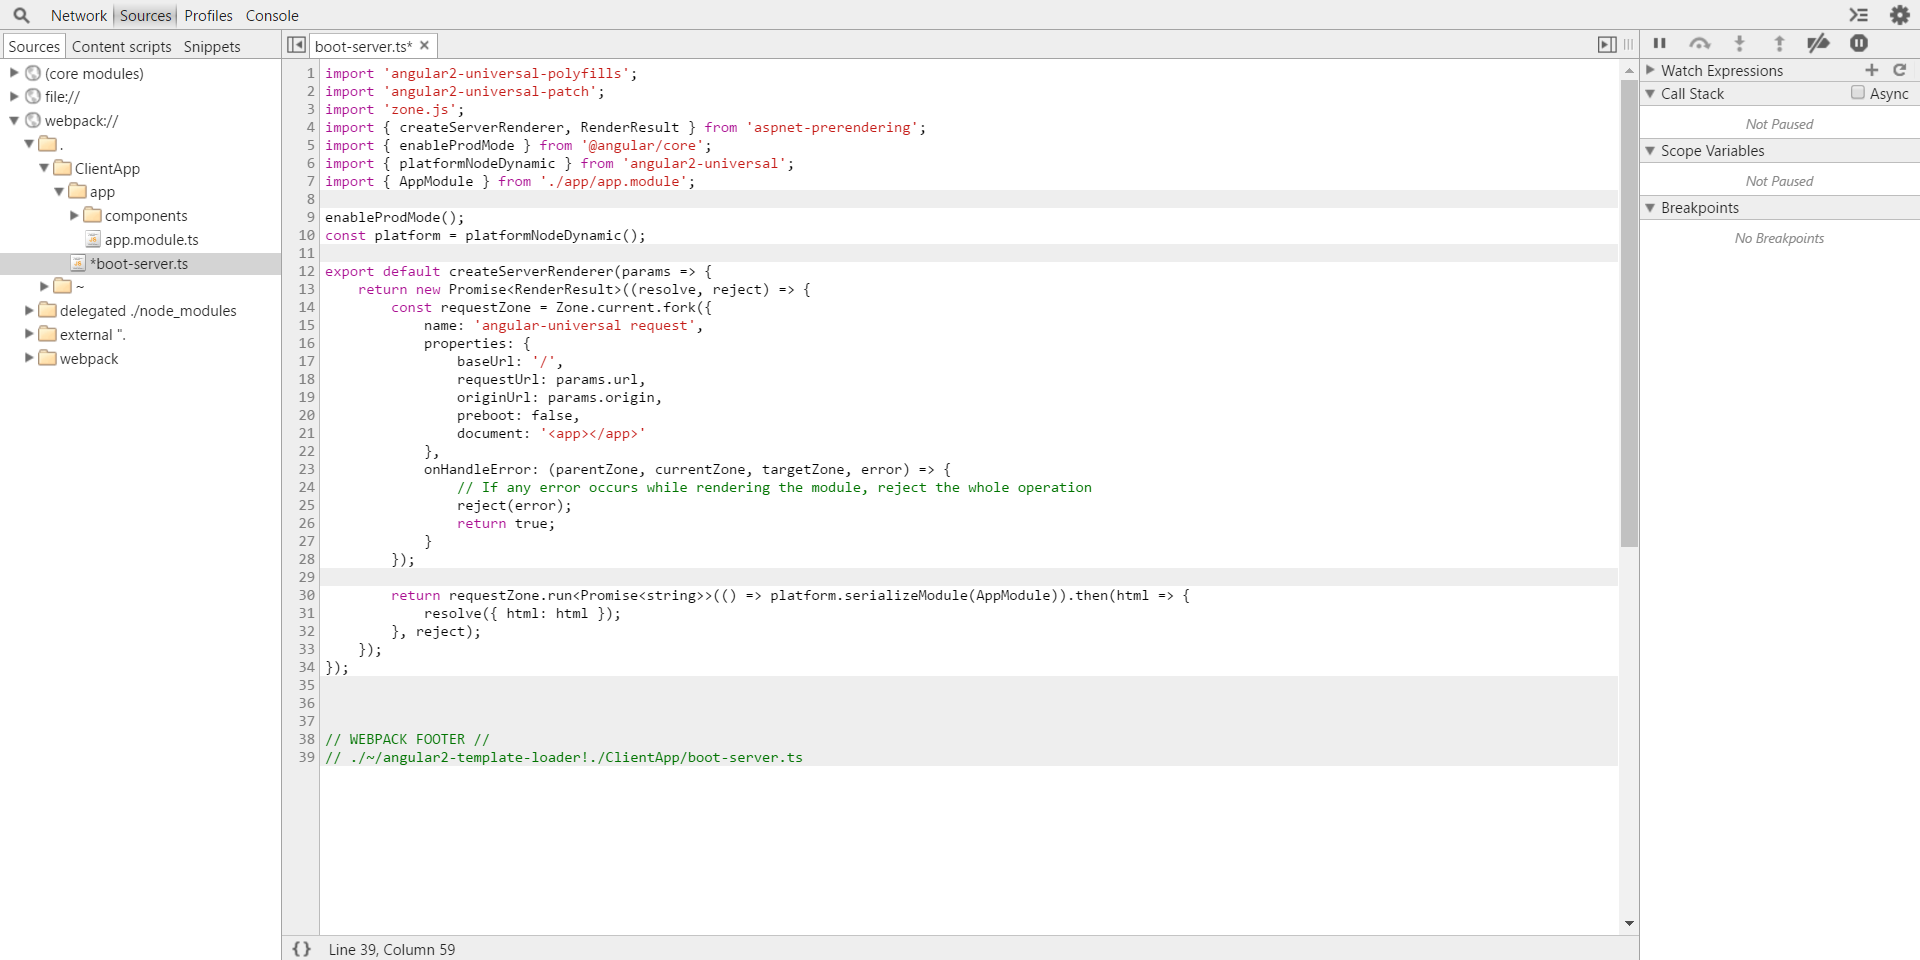 Network Sources Profiles Console
Sources Content scripts Snippets
(core modules)
file://
webpack://
.
ClientApp
app
components
app.module.ts
*boot-server.ts
~
delegated ./node_modules
external ".
webpack
boot-server.ts* ×
1 import 'angular2-universal-polyfills';
2 import 'angular2-universal-patch';
3 import 'zone.js';
4 import { createServerRenderer, RenderResult } from 'aspnet-prerendering';
5 import { enableProdMode } from '@angular/core';
6 import { platformNodeDynamic } from 'angular2-universal';
7 import { AppModule } from './app/app.module';
8
9 enableProdMode();
10 const platform = platformNodeDynamic();
11
12 export default createServerRenderer(params => {
13     return new Promise<RenderResult>((resolve, reject) => {
14         const requestZone = Zone.current.fork({
15             name: 'angular-universal request',
16             properties: {
17                 baseUrl: '/',
18                 requestUrl: params.url,
19                 originUrl: params.origin,
20                 preboot: false,
21                 document: '<app></app>'
22             },
23             onHandleError: (parentZone, currentZone, targetZone, error) => {
24                 // If any error occurs while rendering the module, reject the whole operation
25                 reject(error);
26                 return true;
27             }
28         });
29
30         return requestZone.run<Promise<string>>(() => platform.serializeModule(AppModule)).then(html => {
31             resolve({ html: html });
32         }, reject);
33     });
34 });
35
36
37
38 // WEBPACK FOOTER //
39 // ./~/angular2-template-loader!./ClientApp/boot-server.ts
{} Line 39, Column 59
Watch Expressions
Call Stack Async
Not Paused
Scope Variables
Not Paused
Breakpoints
No Breakpoints